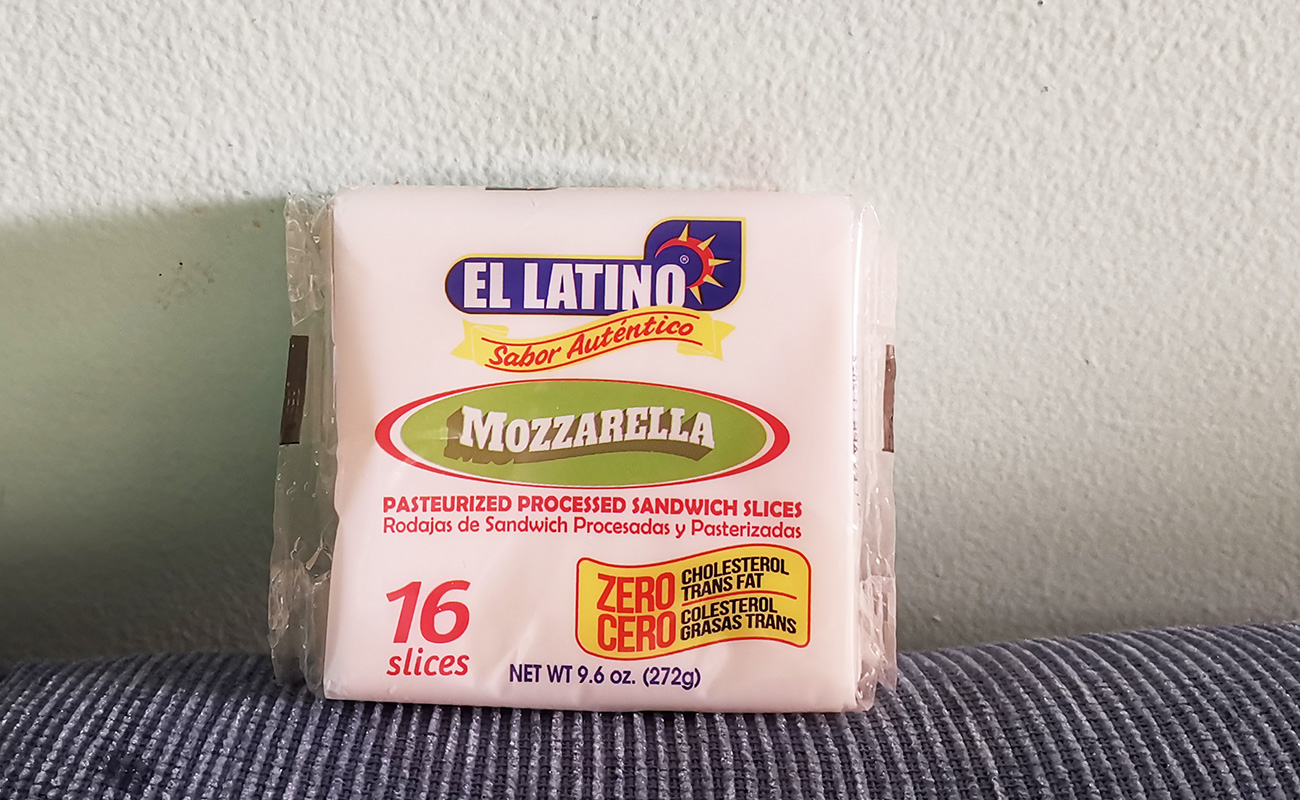 EL LATINO®
Sabor Auténtico
MOZZARELLA
PASTEURIZED PROCESSED SANDWICH SLICES
Rodajas de Sandwich Procesadas y Pasterizadas
16
slices
ZERO CHOLESTEROL
TRANS FAT
CERO COLESTEROL
GRASAS TRANS
NET WT 9.6 oz. (272g)